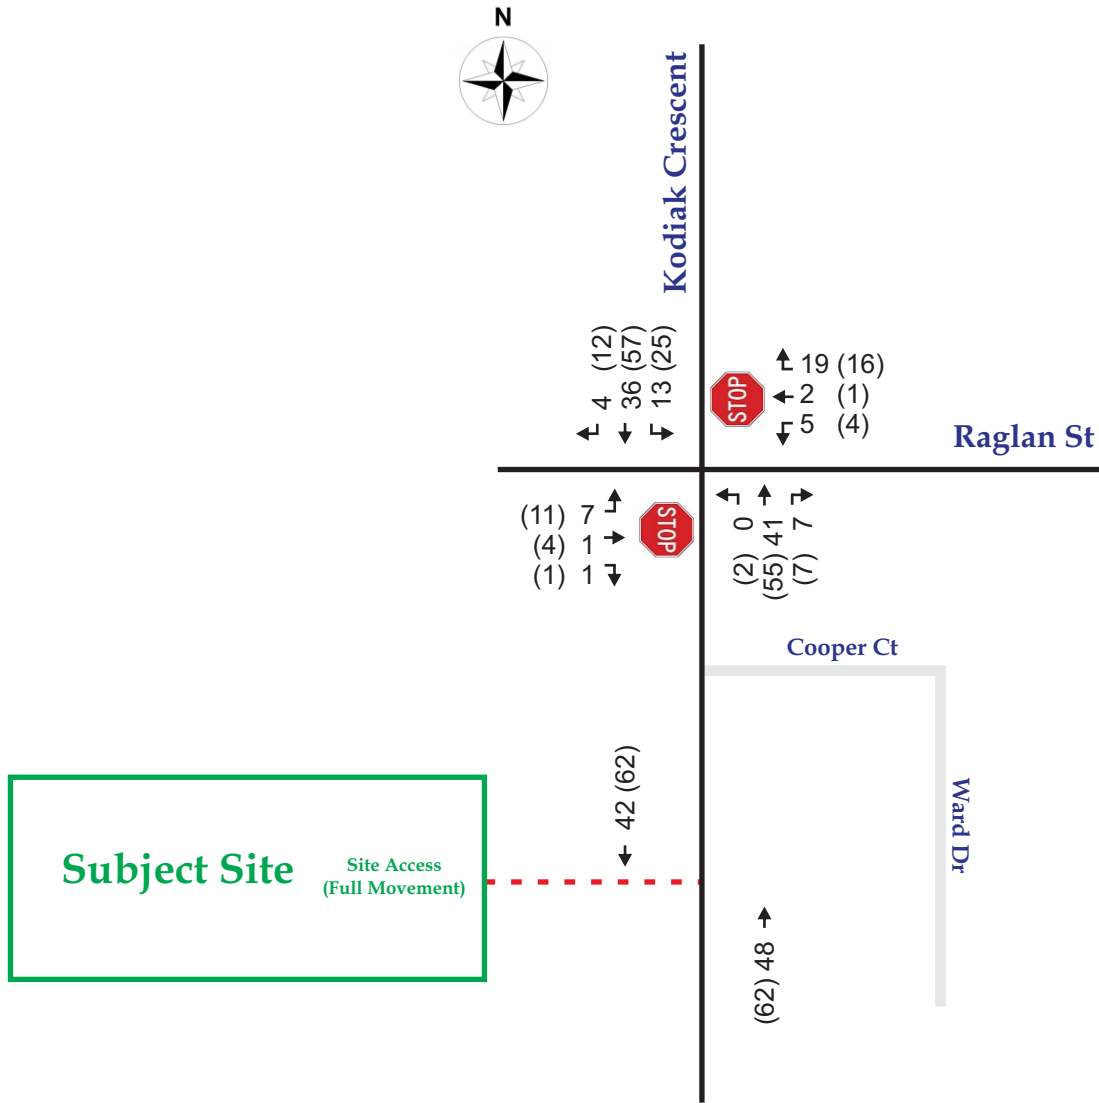 N
Kodiak Crescent
4 (12)
36 (57)
13 (25)
STOP
19 (16)
2 (1)
5 (4)
Raglan St
(11) 7
(4) 1
(1) 1
STOP
(2) 0
(55) 41
(7) 7
Cooper Ct
42 (62)
Ward Dr
Subject Site
Site Access
(Full Movement)
(62) 48